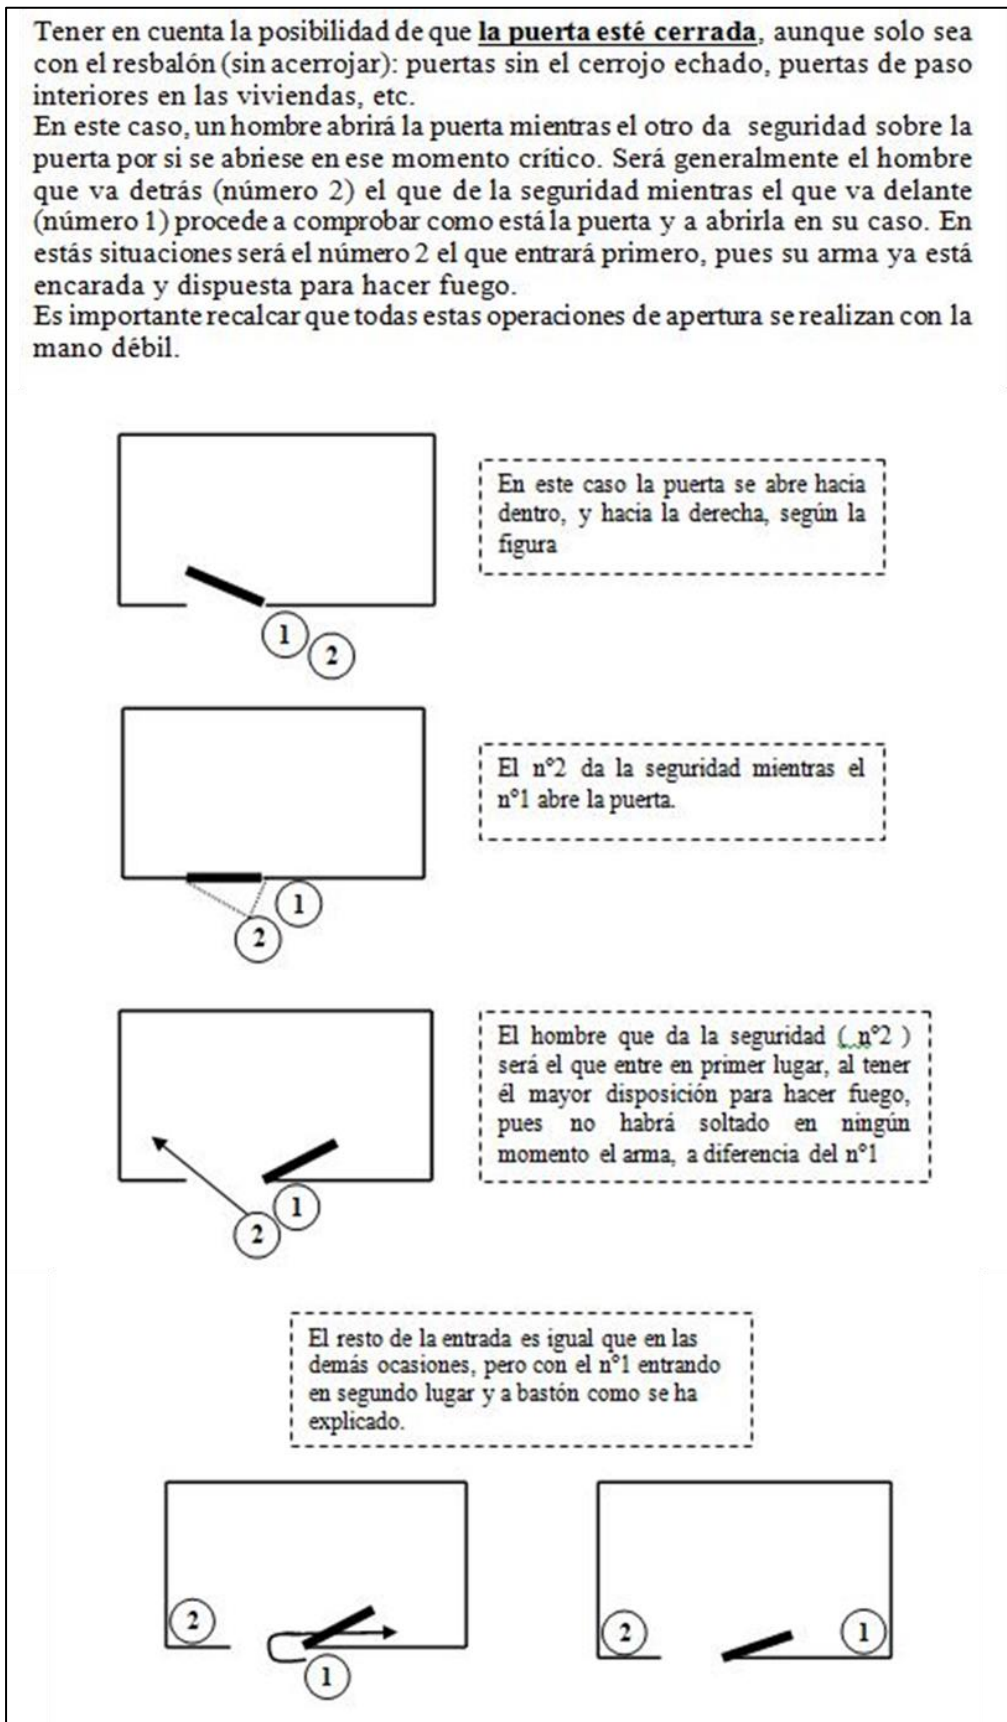 Tener en cuenta la posibilidad de que la puerta esté cerrada, aunque solo sea
con el resbalón (sin acerrojar): puertas sin el cerrojo echado, puertas de paso
interiores en las viviendas, etc.
En este caso, un hombre abrirá la puerta mientras el otro da seguridad sobre la
puerta por si se abriese en ese momento crítico. Será generalmente el hombre
que va detrás (número 2) el que de la seguridad mientras el que va delante
(número 1) procede a comprobar como está la puerta y a abrirla en su caso. En
estás situaciones será el número 2 el que entrará primero, pues su arma ya está
encarada y dispuesta para hacer fuego.
Es importante recalcar que todas estas operaciones de apertura se realizan con la
mano débil.
En este caso la puerta se abre hacia
dentro, y hacia la derecha, según la
figura
1
2
El nº2 da la seguridad mientras el
nº1 abre la puerta.
1
2
El hombre que da la seguridad ( nº2 )
será el que entre en primer lugar, al tener
él mayor disposición para hacer fuego,
pues no habrá soltado en ningún
momento el arma, a diferencia del nº1
1
2
El resto de la entrada es igual que en las
demás ocasiones, pero con el nº1 entrando
en segundo lugar y a bastón como se ha
explicado.
2
1
2
1